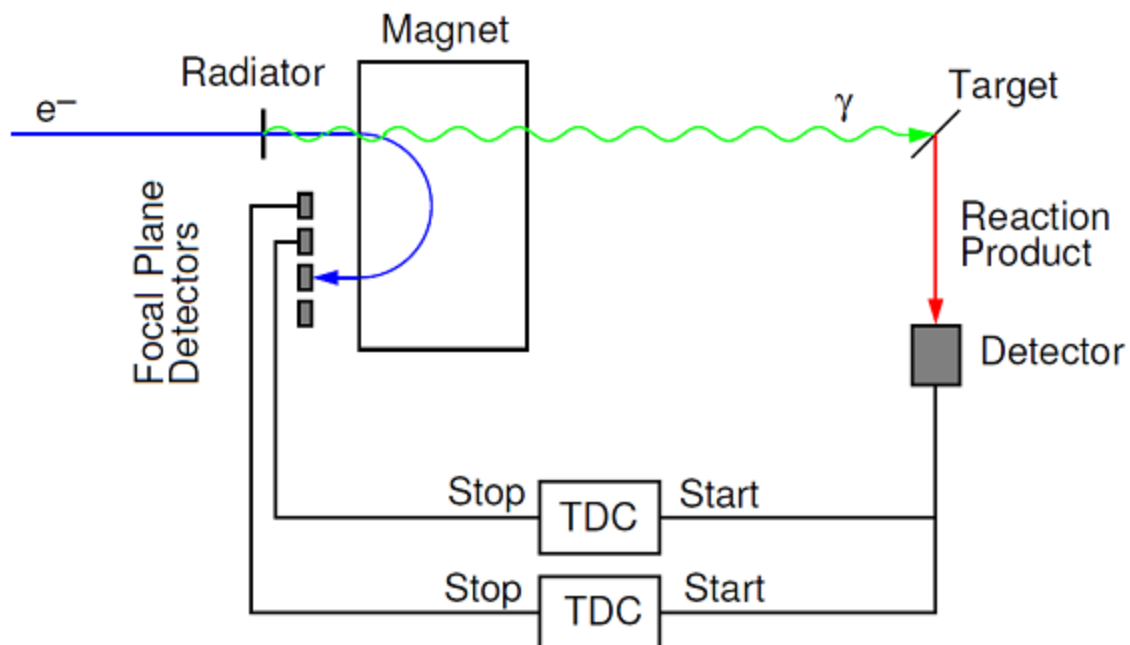 Magnet
Radiator
e–
γ
Target
Focal Plane
Detectors
Reaction
Product
Detector
Stop
TDC
Start
Stop
TDC
Start